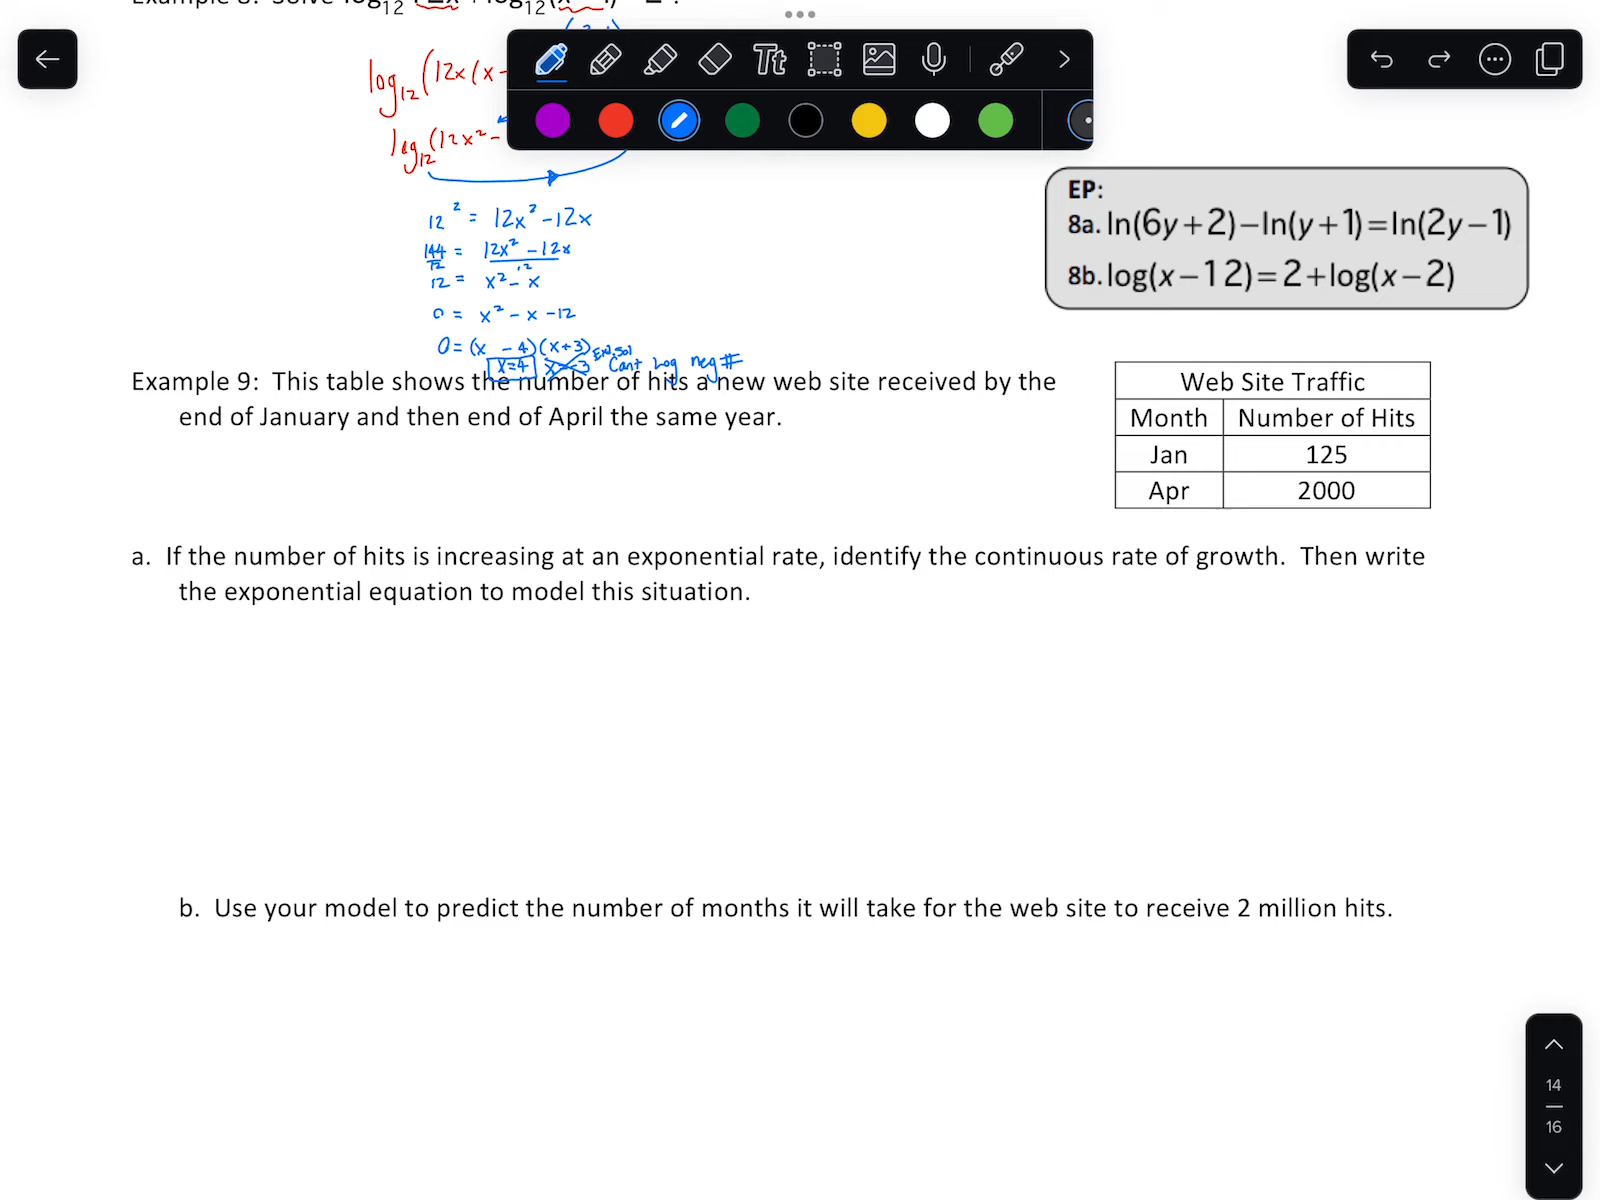 log₁₂(12x(x-
log₁₂(12x²-
12² = 12x²-12x
144/12 = 12x²-12x/12
12 = x²-x
0 = x²-x-12
0=(x-4)(x+3)
x=4 x=-3 Ext. Sol Can't Log neg #
EP:
8a. ln(6y+2)-ln(y+1)=ln(2y-1)
8b. log(x-12)=2+log(x-2)
Example 9: This table shows the number of hits a new web site received by the
end of January and then end of April the same year.
Web Site Traffic
Month Number of Hits
Jan 125
Apr 2000
a. If the number of hits is increasing at an exponential rate, identify the continuous rate of growth. Then write
the exponential equation to model this situation.
b. Use your model to predict the number of months it will take for the web site to receive 2 million hits.
Tt
14
16